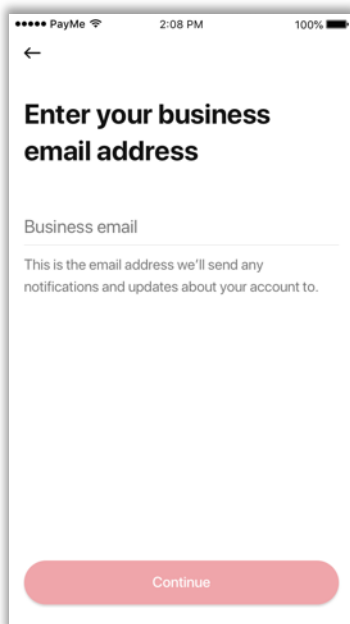 PayMe 2:08 PM 100%
Enter your business
email address
Business email
This is the email address we'll send any
notifications and updates about your account to.
Continue